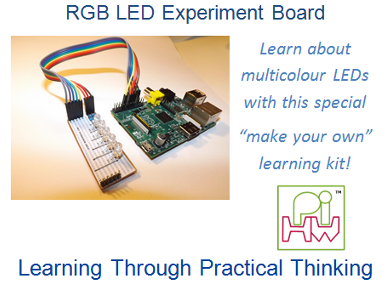 RGB LED Experiment Board
Learn about
multicolour LEDs
with this special
“make your own”
learning kit!
Pi
HW
™
Learning Through Practical Thinking